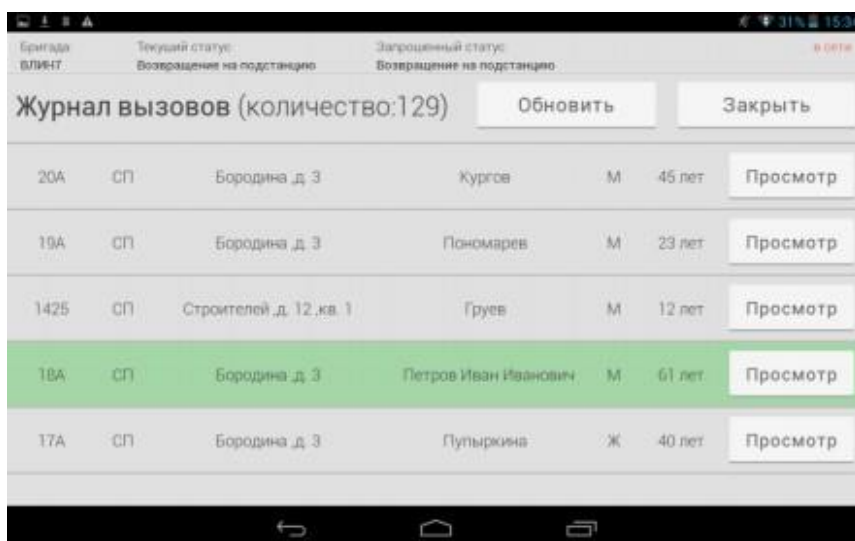 31% 15:34
Бригада: Текущий статус: Запрошенный статус: в сети
ВЛИНТ Возвращение на подстанцию Возвращение на подстанцию
Журнал вызовов (количество:129) Обновить Закрыть
20А СП Бородина ,д. 3 Кургов М 45 лет Просмотр
19А СП Бородина ,д. 3 Пономарев М 23 лет Просмотр
1425 СП Строителей ,д. 12 ,кв. 1 Груев М 12 лет Просмотр
18А СП Бородина ,д. 3 Петров Иван Иванович М 61 лет Просмотр
17А СП Бородина ,д. 3 Пупыркина Ж 40 лет Просмотр